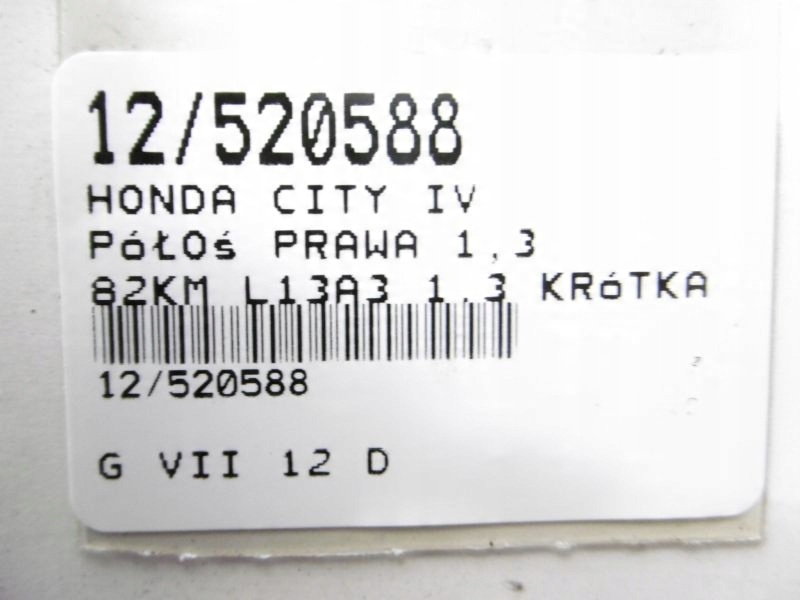 12/520588
HONDA CITY IV
PóŁOś PRAWA 1,3
82KM L13A3 1,3 KRóTKA
12/520588
G VII 12 D